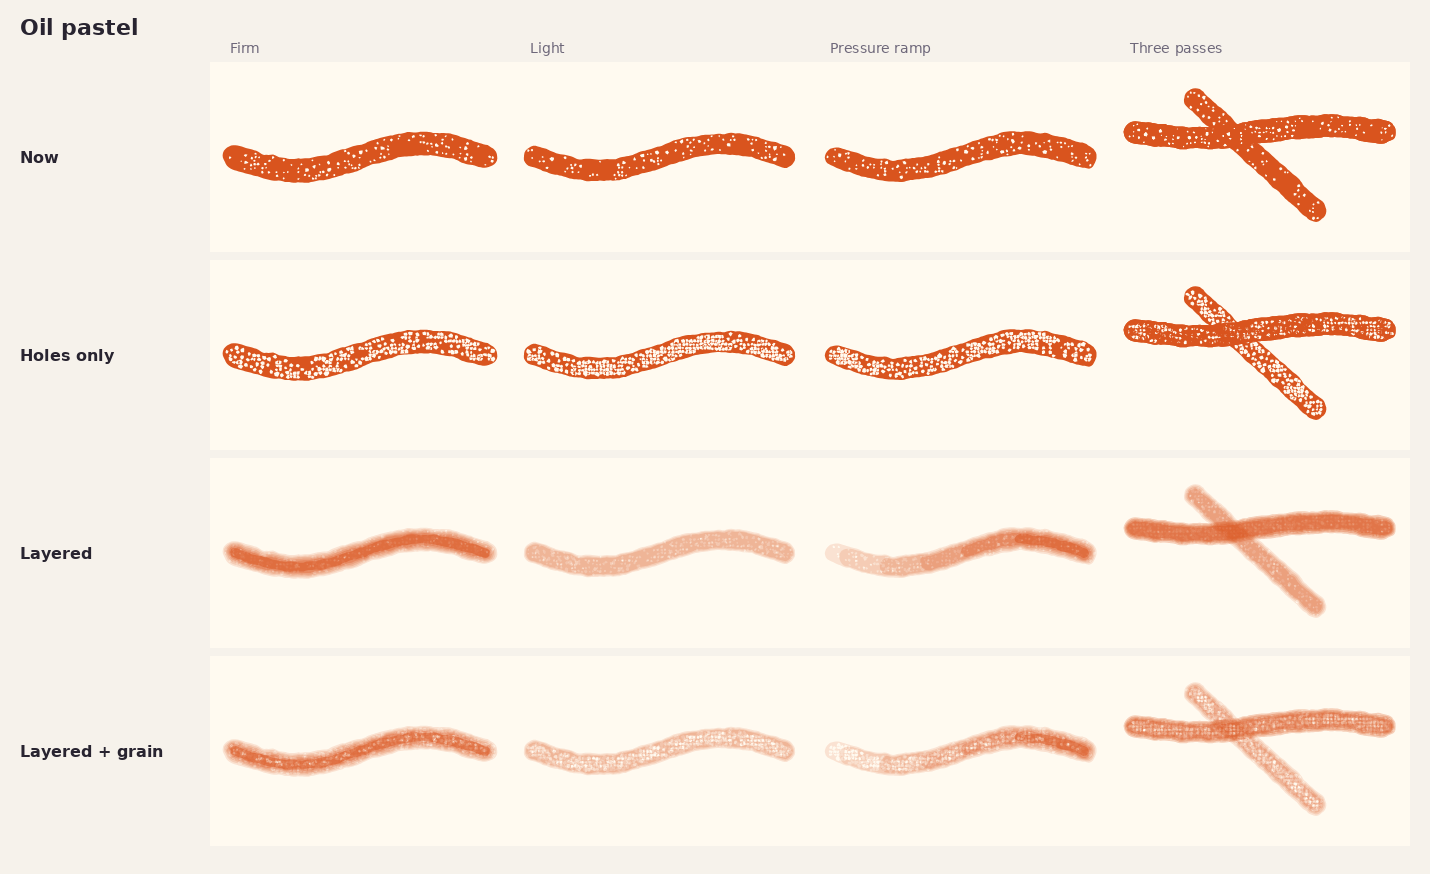 Oil pastel
Firm
Light
Pressure ramp
Three passes
Now
Holes only
Layered
Layered + grain